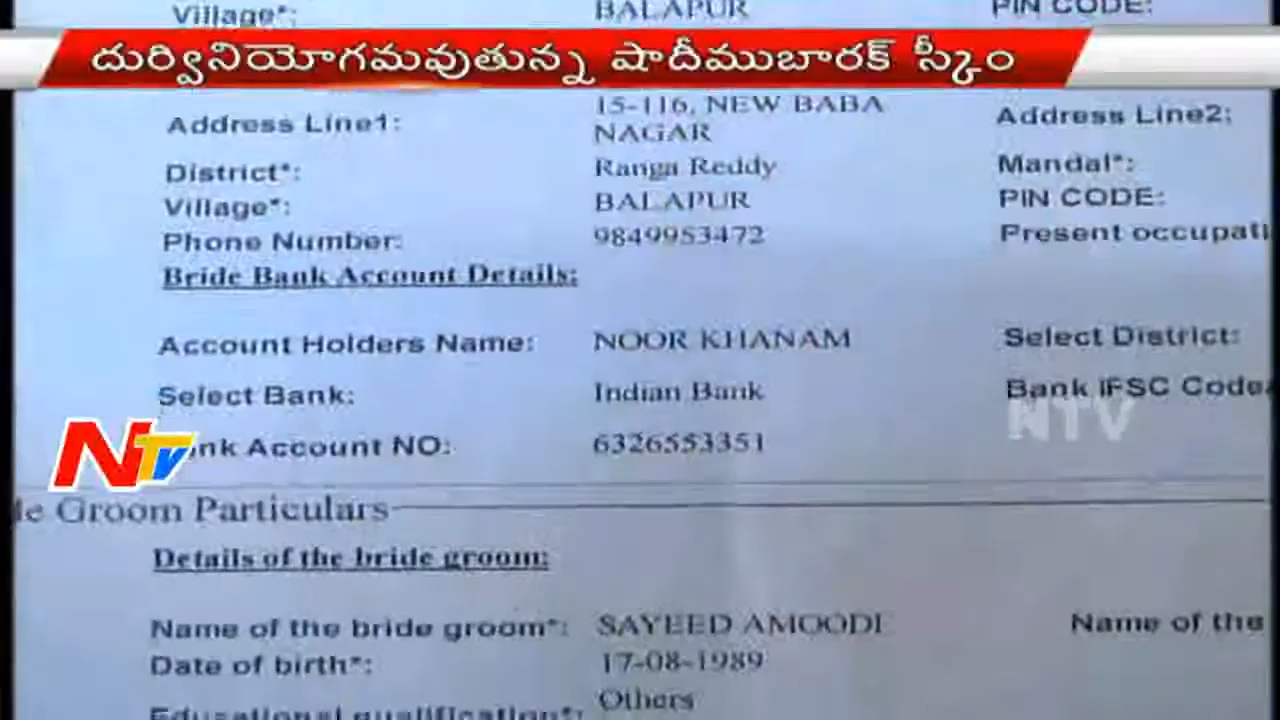 Village*: BALAPUR PIN CODE:
దుర్వినియోగమవుతున్న షాదీముబారక్ స్కీం
Address Line1: 15-116, NEW BABA NAGAR Address Line2:
District*: Ranga Reddy Mandal*:
Village*: BALAPUR PIN CODE:
Phone Number: 9849953472 Present occupati
Bride Bank Account Details:
Account Holders Name: NOOR KHANAM Select District:
Select Bank: Indian Bank Bank IFSC Code
NTV
NTV
nk Account NO: 6326553351
le Groom Particulars
Details of the bride groom:
Name of the bride groom*: SAYEED AMOODI Name of the
Date of birth*: 17-08-1989
Educational qualification*: Others